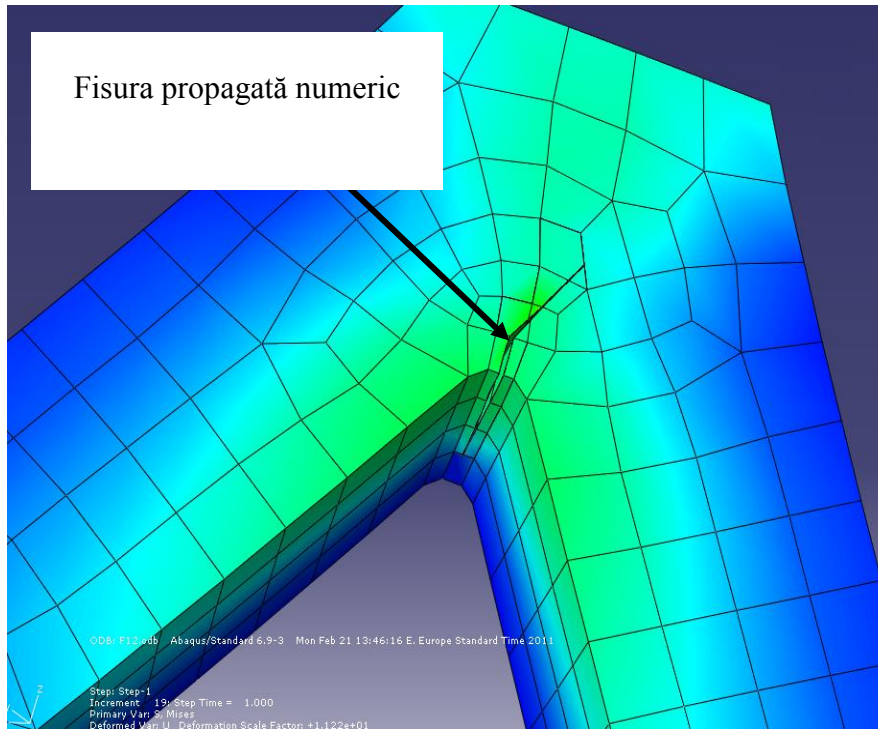 Fisura propagată numeric
ODB: F12.odb Abaqus/Standard 6.9-3 Mon Feb 21 13:46:16 E. Europe Standard Time 2011
Z
Step: Step-1
Increment 19: Step Time = 1.000
Primary Var: S, Mises
Deformed Var: U Deformation Scale Factor: +1.122e+01